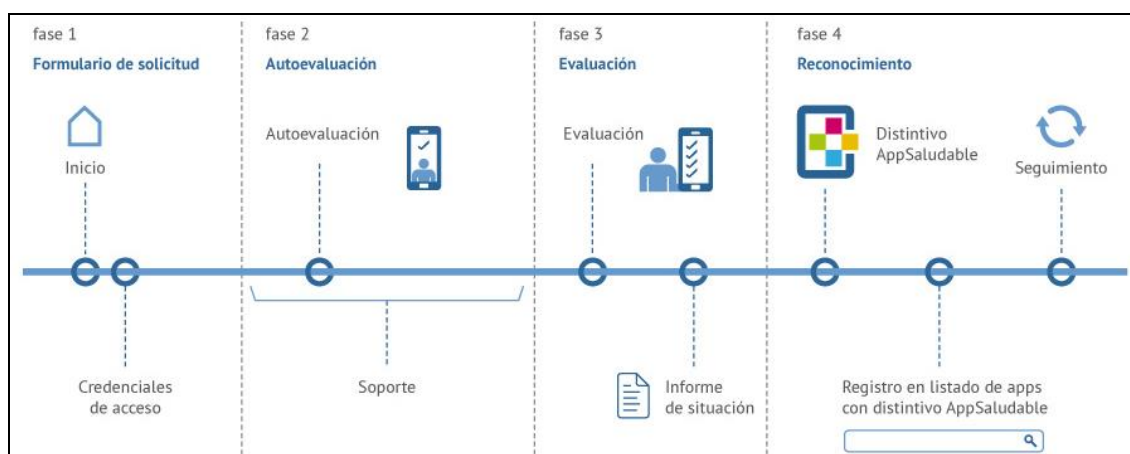 fase 1
Formulario de solicitud
Inicio
Credenciales
de acceso
fase 2
Autoevaluación
Autoevaluación
Soporte
fase 3
Evaluación
Evaluación
Informe
de situación
fase 4
Reconocimiento
Distintivo
AppSaludable
Seguimiento
Registro en listado de apps
con distintivo AppSaludable